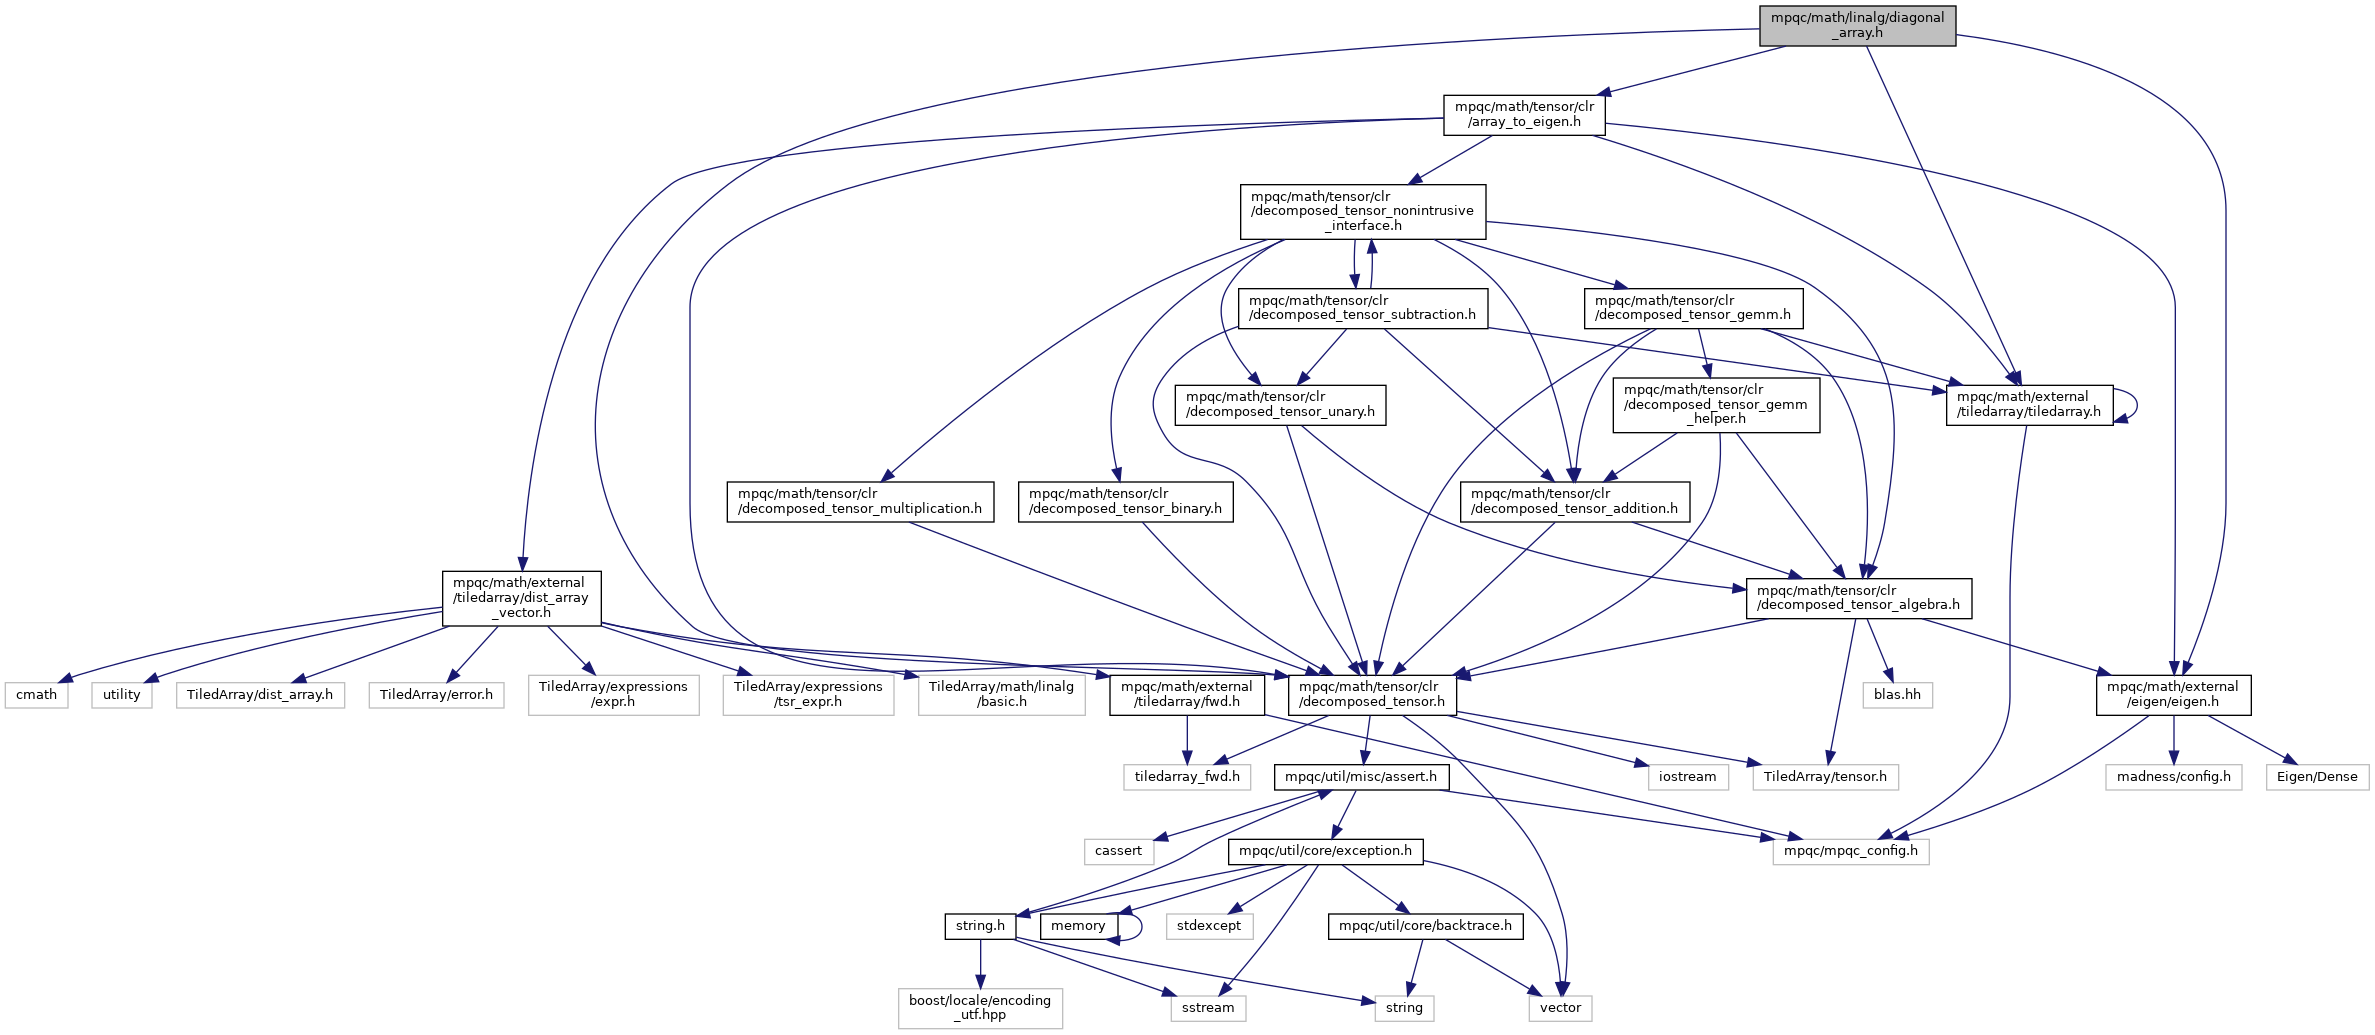 mpqc/math/linalg/diagonal
_array.h
mpqc/math/tensor/clr
/array_to_eigen.h
mpqc/math/tensor/clr
/decomposed_tensor_nonintrusive
_interface.h
mpqc/math/tensor/clr
/decomposed_tensor_subtraction.h
mpqc/math/tensor/clr
/decomposed_tensor_gemm.h
mpqc/math/tensor/clr
/decomposed_tensor_unary.h
mpqc/math/tensor/clr
/decomposed_tensor_gemm
_helper.h
mpqc/math/external
/tiledarray/tiledarray.h
mpqc/math/tensor/clr
/decomposed_tensor_multiplication.h
mpqc/math/tensor/clr
/decomposed_tensor_binary.h
mpqc/math/tensor/clr
/decomposed_tensor_addition.h
mpqc/math/external
/tiledarray/dist_array
_vector.h
mpqc/math/tensor/clr
/decomposed_tensor_algebra.h
cmath
utility
TiledArray/dist_array.h
TiledArray/error.h
TiledArray/expressions
/expr.h
TiledArray/expressions
/tsr_expr.h
TiledArray/math/linalg
/basic.h
mpqc/math/external
/tiledarray/fwd.h
mpqc/math/tensor/clr
/decomposed_tensor.h
blas.hh
mpqc/math/external
/eigen/eigen.h
tiledarray_fwd.h
mpqc/util/misc/assert.h
iostream
TiledArray/tensor.h
madness/config.h
Eigen/Dense
cassert
mpqc/util/core/exception.h
mpqc/mpqc_config.h
string.h
memory
stdexcept
mpqc/util/core/backtrace.h
boost/locale/encoding
_utf.hpp
sstream
string
vector